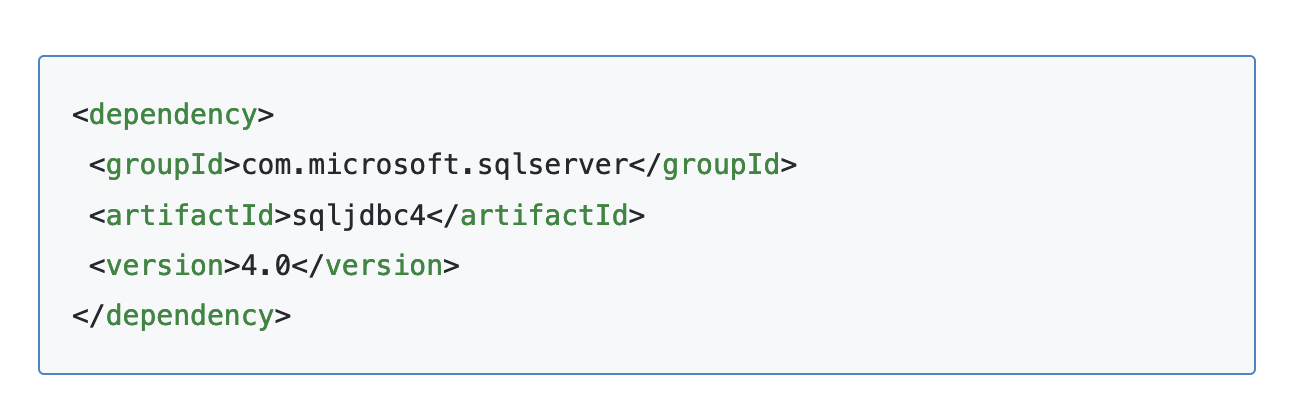 <dependency>
 <groupId>com.microsoft.sqlserver</groupId>
 <artifactId>sqljdbc4</artifactId>
 <version>4.0</version>
</dependency>